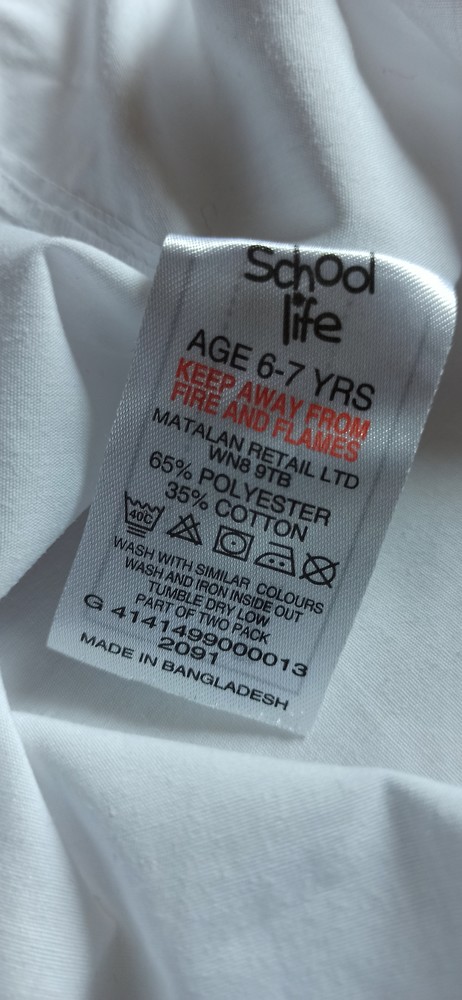 School
life
AGE 6-7 YRS
KEEP AWAY FROM
FIRE AND FLAMES
MATALAN RETAIL LTD
WN8 9TB
65% POLYESTER
35% COTTON
40C
WASH WITH SIMILAR COLOURS
WASH AND IRON INSIDE OUT
TUMBLE DRY LOW
PART OF TWO PACK
G 4141499000013
2091
MADE IN BANGLADESH